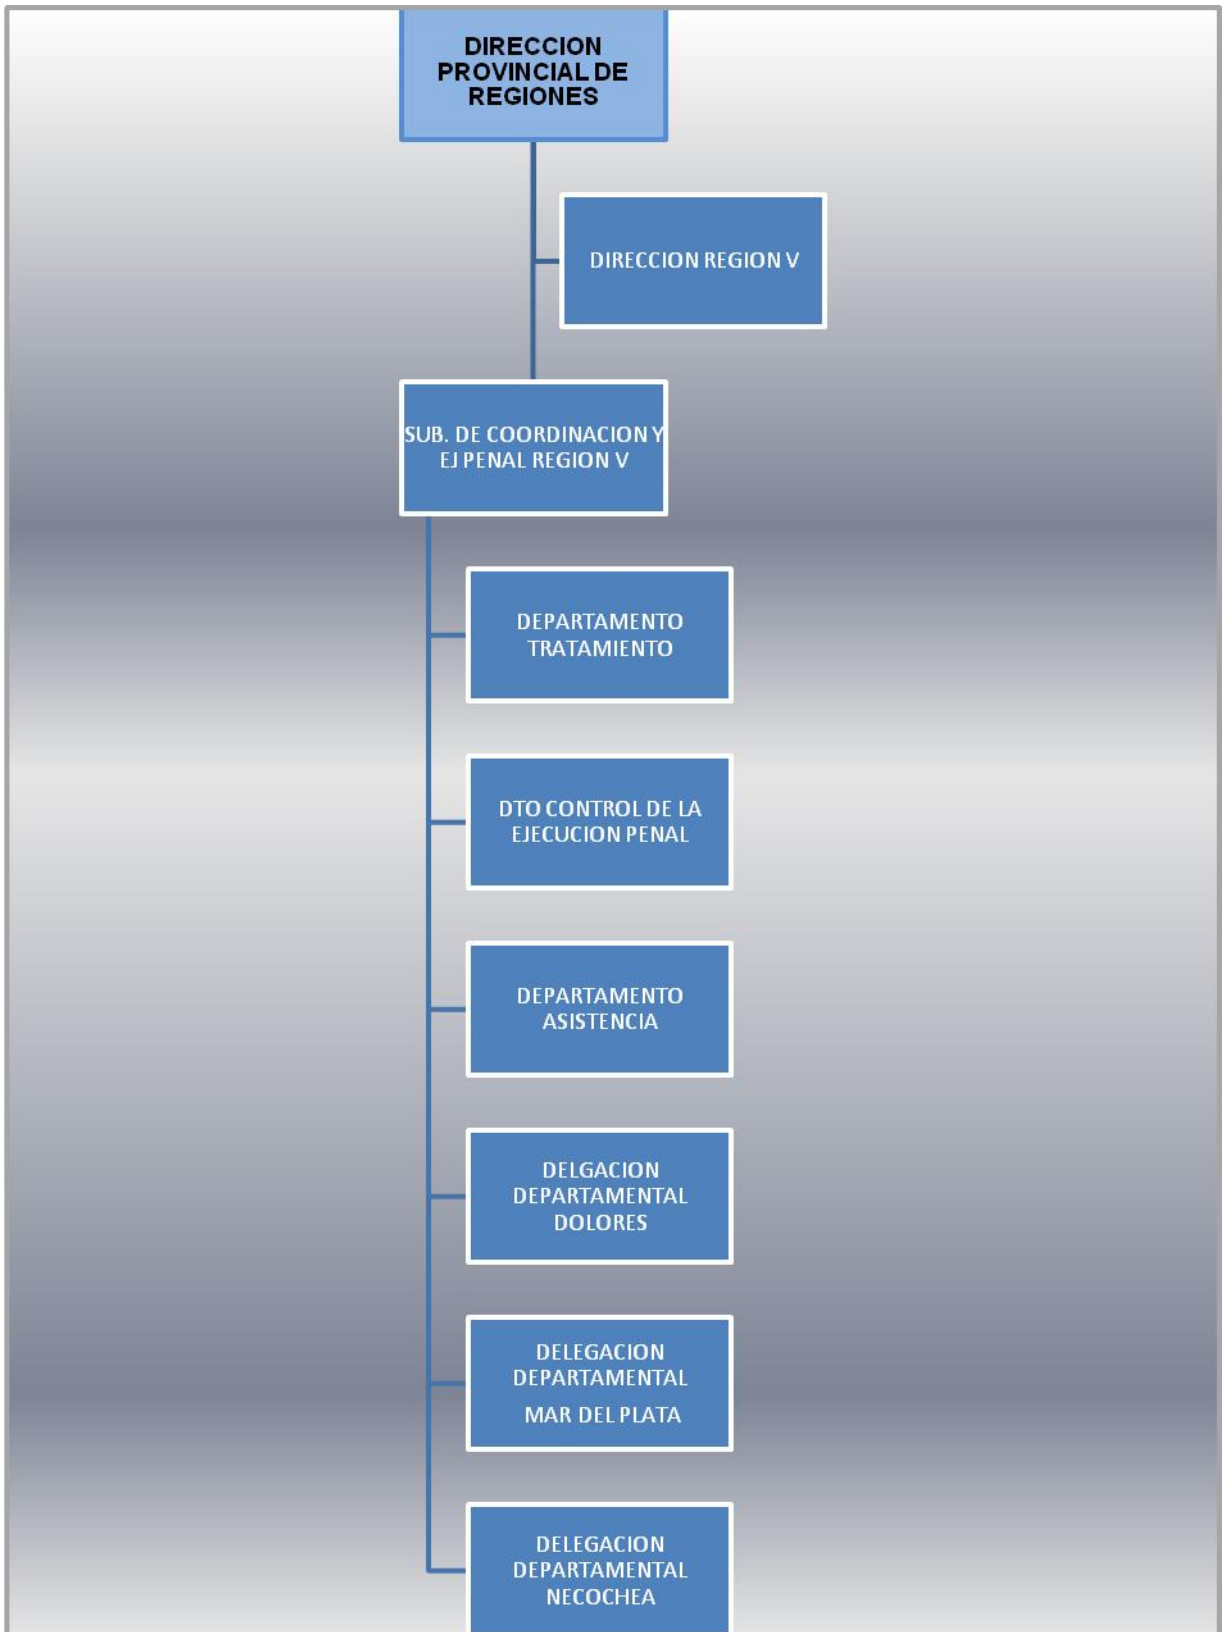 DIRECCION
PROVINCIAL DE
REGIONES
DIRECCION REGION V
SUB. DE COORDINACION Y
EJ PENAL REGION V
DEPARTAMENTO
TRATAMIENTO
DTO CONTROL DE LA
EJECUCION PENAL
DEPARTAMENTO
ASISTENCIA
DELGACION
DEPARTAMENTAL
DOLORES
DELEGACION
DEPARTAMENTAL
MAR DEL PLATA
DELEGACION
DEPARTAMENTAL
NECOCHEA